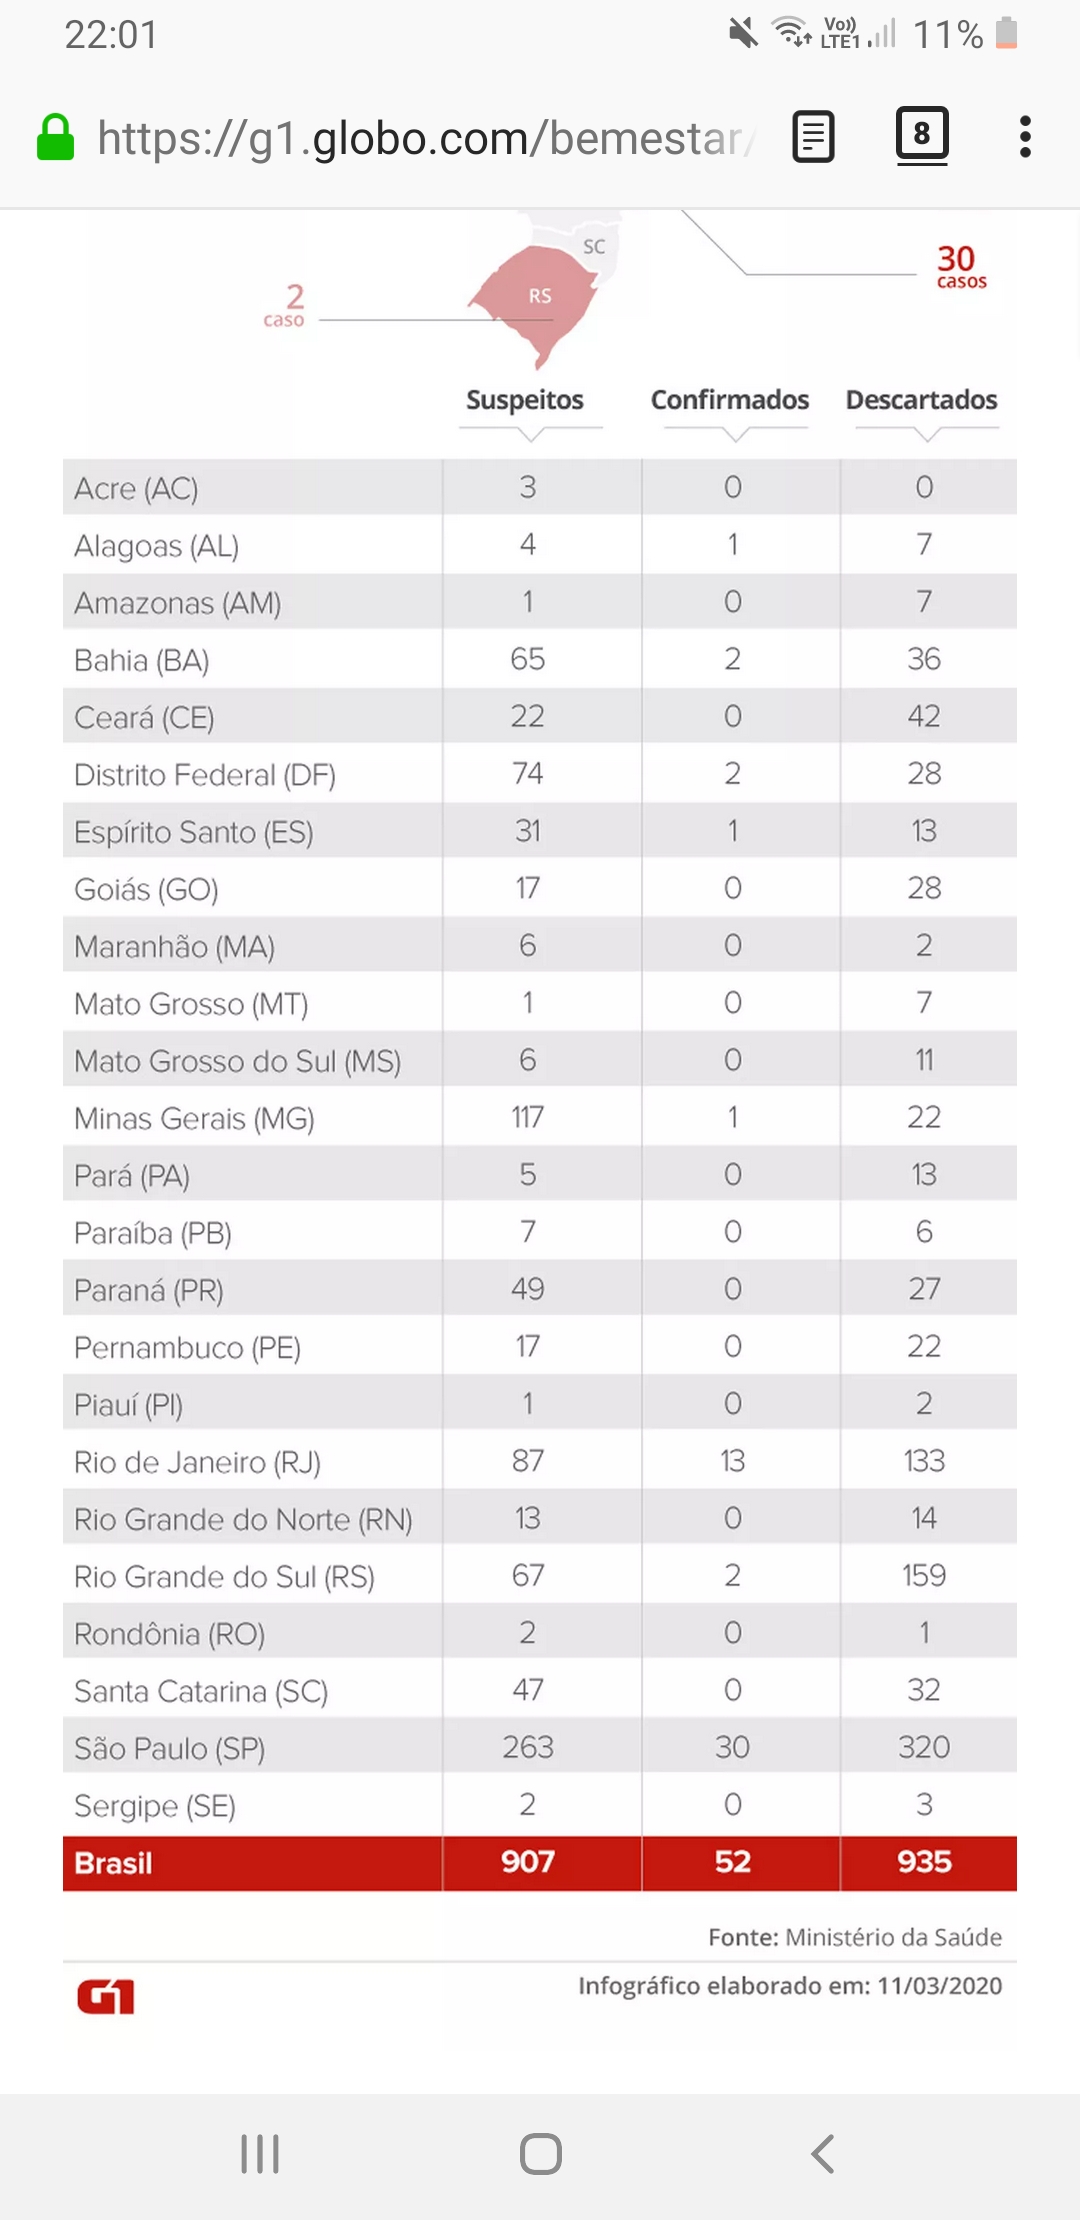 22:01 Vo)) LTE1 11%
https://g1.globo.com/bemestar/ 8
SC
30
casos
RS
2
caso
Suspeitos Confirmados Descartados
Acre (AC) 3 0 0
Alagoas (AL) 4 1 7
Amazonas (AM) 1 0 7
Bahia (BA) 65 2 36
Ceará (CE) 22 0 42
Distrito Federal (DF) 74 2 28
Espírito Santo (ES) 31 1 13
Goiás (GO) 17 0 28
Maranhão (MA) 6 0 2
Mato Grosso (MT) 1 0 7
Mato Grosso do Sul (MS) 6 0 11
Minas Gerais (MG) 117 1 22
Pará (PA) 5 0 13
Paraíba (PB) 7 0 6
Paraná (PR) 49 0 27
Pernambuco (PE) 17 0 22
Piauí (PI) 1 0 2
Rio de Janeiro (RJ) 87 13 133
Rio Grande do Norte (RN) 13 0 14
Rio Grande do Sul (RS) 67 2 159
Rondônia (RO) 2 0 1
Santa Catarina (SC) 47 0 32
São Paulo (SP) 263 30 320
Sergipe (SE) 2 0 3
Brasil 907 52 935
Fonte: Ministério da Saúde
G1 Infográfico elaborado em: 11/03/2020